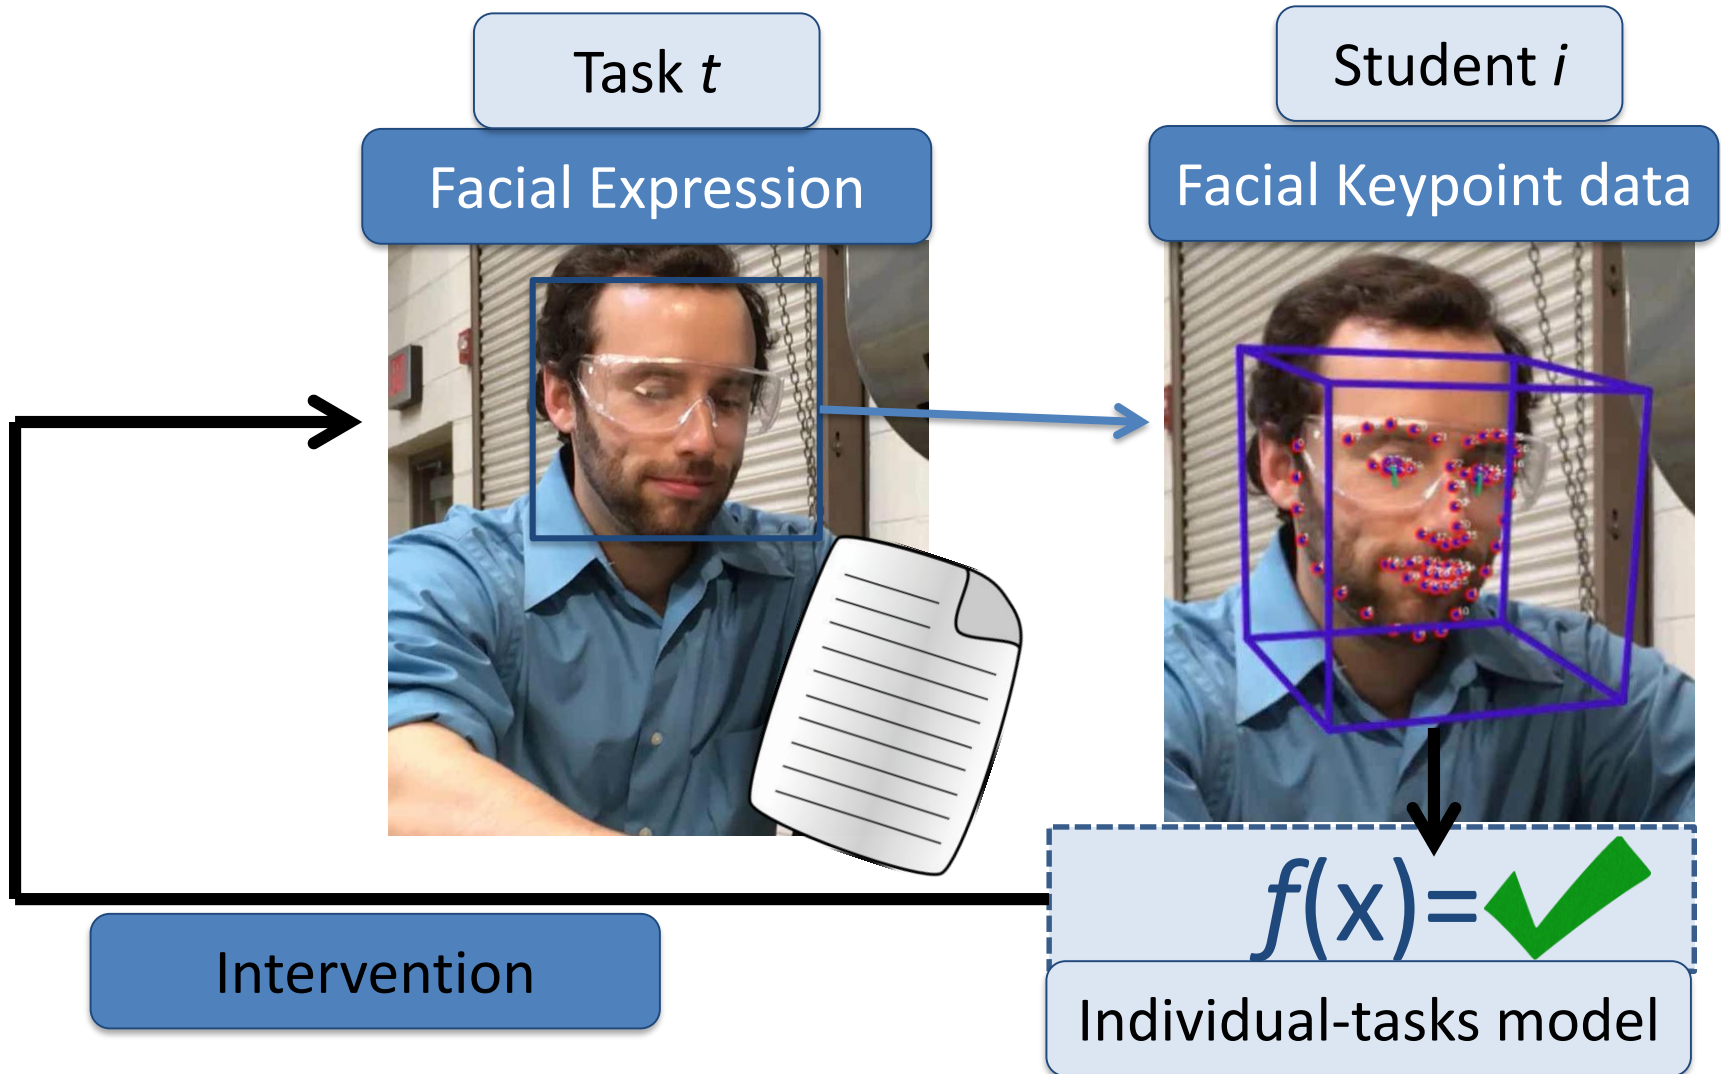 Task t
Student i
Facial Expression
Facial Keypoint data
f(x)=
Intervention
Individual-tasks model